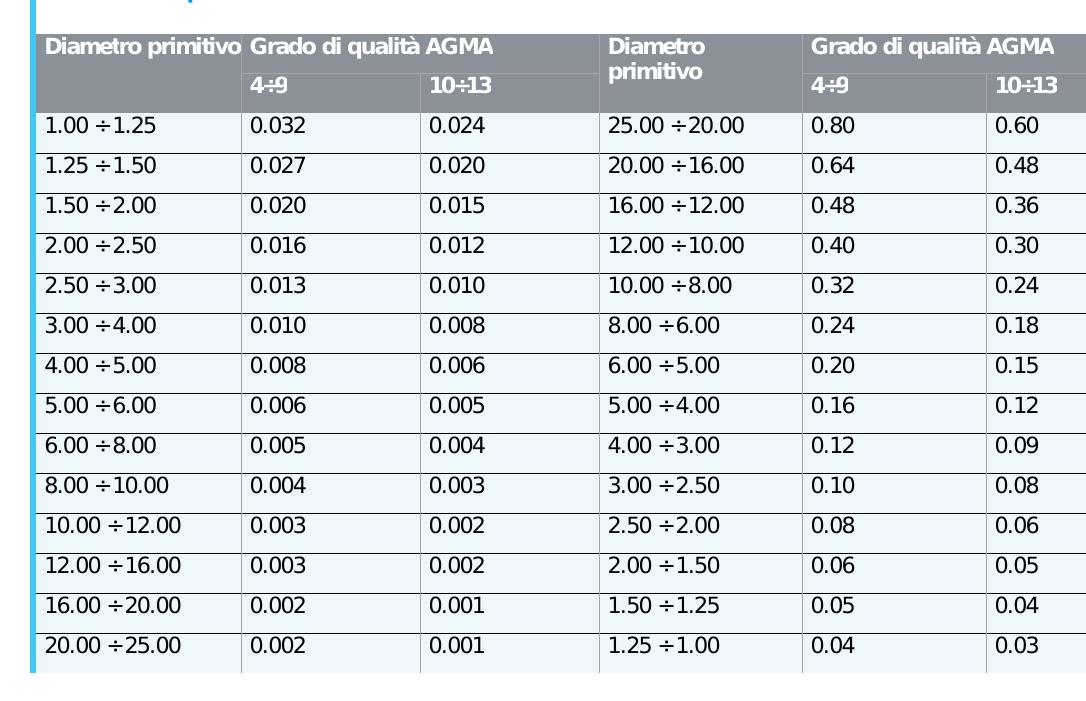 Diametro primitivo Grado di qualità AGMA Diametro primitivo Grado di qualità AGMA
4÷9 10÷13 4÷9 10÷13
1.00 ÷1.25 0.032 0.024 25.00 ÷20.00 0.80 0.60
1.25 ÷1.50 0.027 0.020 20.00 ÷16.00 0.64 0.48
1.50 ÷2.00 0.020 0.015 16.00 ÷12.00 0.48 0.36
2.00 ÷2.50 0.016 0.012 12.00 ÷10.00 0.40 0.30
2.50 ÷3.00 0.013 0.010 10.00 ÷8.00 0.32 0.24
3.00 ÷4.00 0.010 0.008 8.00 ÷6.00 0.24 0.18
4.00 ÷5.00 0.008 0.006 6.00 ÷5.00 0.20 0.15
5.00 ÷6.00 0.006 0.005 5.00 ÷4.00 0.16 0.12
6.00 ÷8.00 0.005 0.004 4.00 ÷3.00 0.12 0.09
8.00 ÷10.00 0.004 0.003 3.00 ÷2.50 0.10 0.08
10.00 ÷12.00 0.003 0.002 2.50 ÷2.00 0.08 0.06
12.00 ÷16.00 0.003 0.002 2.00 ÷1.50 0.06 0.05
16.00 ÷20.00 0.002 0.001 1.50 ÷1.25 0.05 0.04
20.00 ÷25.00 0.002 0.001 1.25 ÷1.00 0.04 0.03